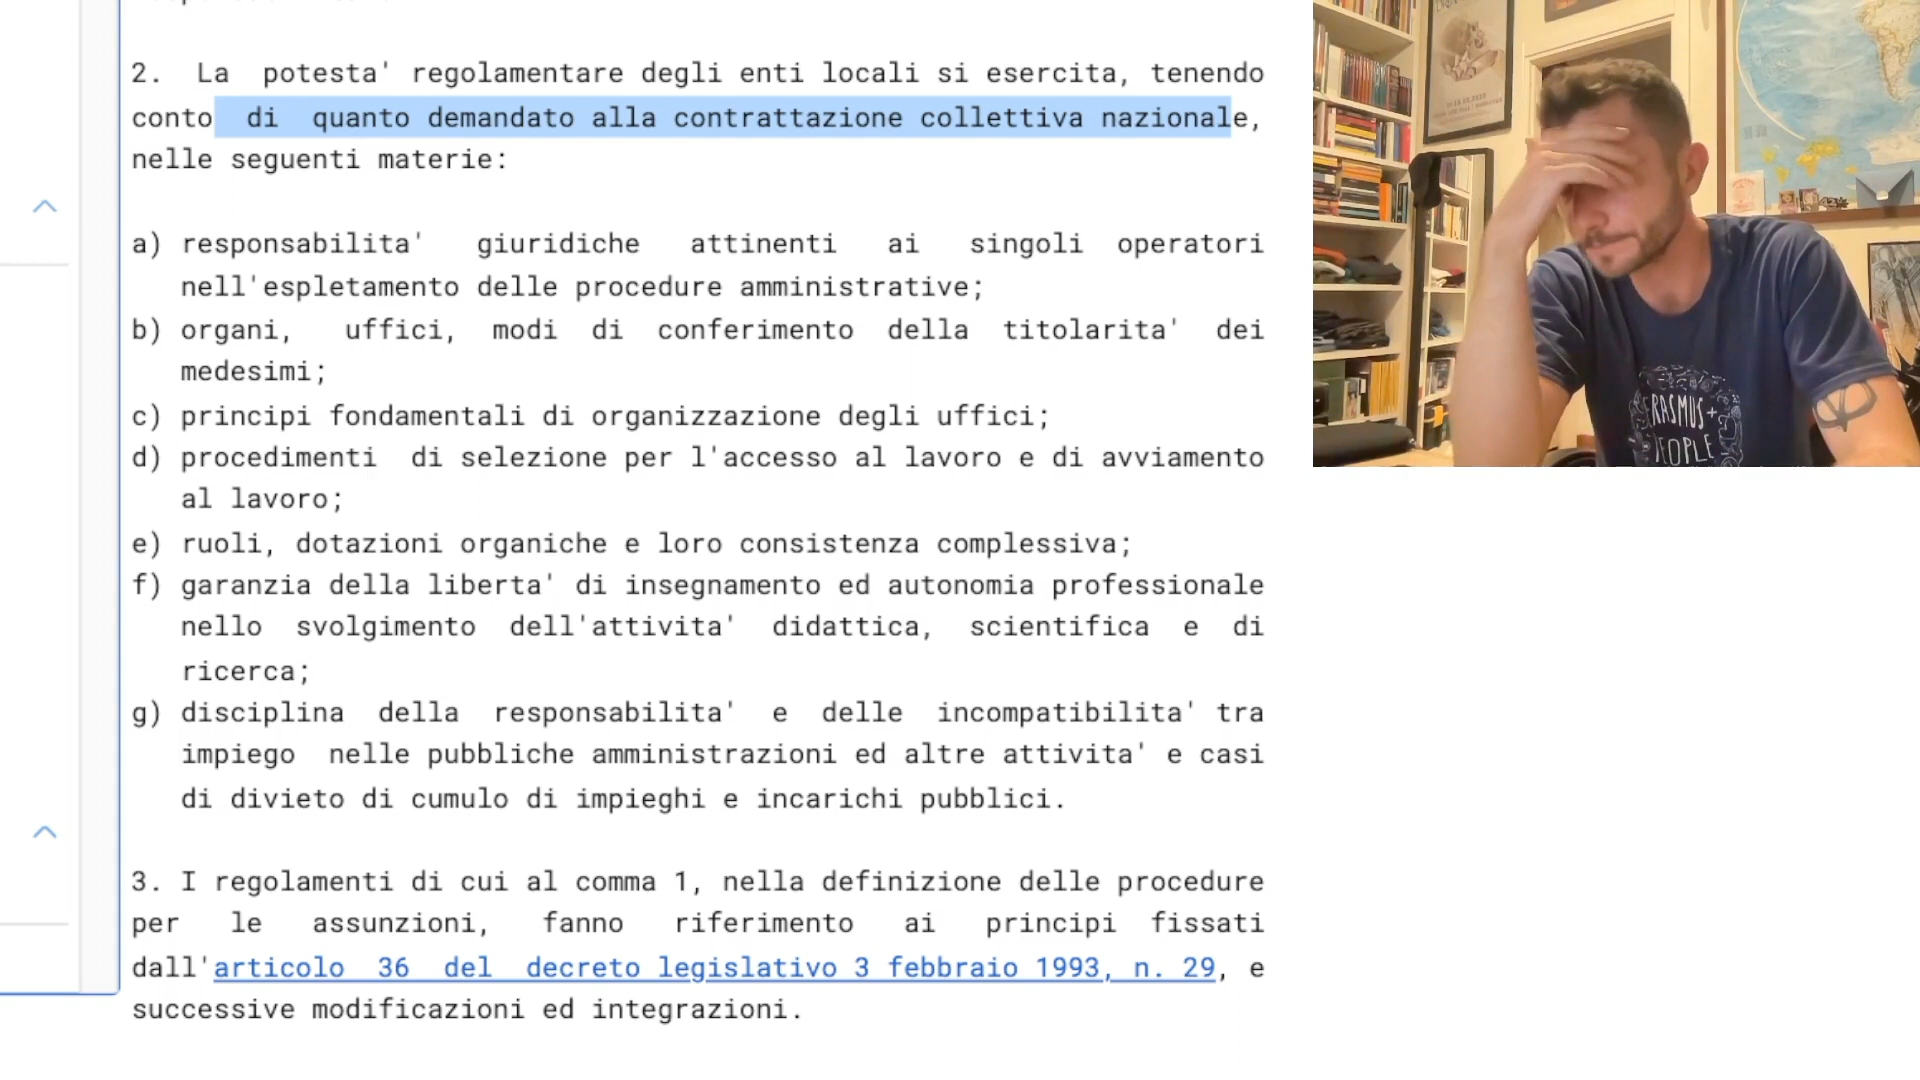 2. La potesta' regolamentare degli enti locali si esercita, tenendo
conto di quanto demandato alla contrattazione collettiva nazionale,
nelle seguenti materie:
a) responsabilita' giuridiche attinenti ai singoli operatori
nell'espletamento delle procedure amministrative;
b) organi, uffici, modi di conferimento della titolarita' dei
medesimi;
c) principi fondamentali di organizzazione degli uffici;
d) procedimenti di selezione per l'accesso al lavoro e di avviamento
al lavoro;
e) ruoli, dotazioni organiche e loro consistenza complessiva;
f) garanzia della liberta' di insegnamento ed autonomia professionale
nello svolgimento dell'attivita' didattica, scientifica e di
ricerca;
g) disciplina della responsabilita' e delle incompatibilita' tra
impiego nelle pubbliche amministrazioni ed altre attivita' e casi
di divieto di cumulo di impieghi e incarichi pubblici.
3. I regolamenti di cui al comma 1, nella definizione delle procedure
per le assunzioni, fanno riferimento ai principi fissati
dall'articolo 36 del decreto legislativo 3 febbraio 1993, n. 29, e
successive modificazioni ed integrazioni.
ERASMUS+
PEOPLE